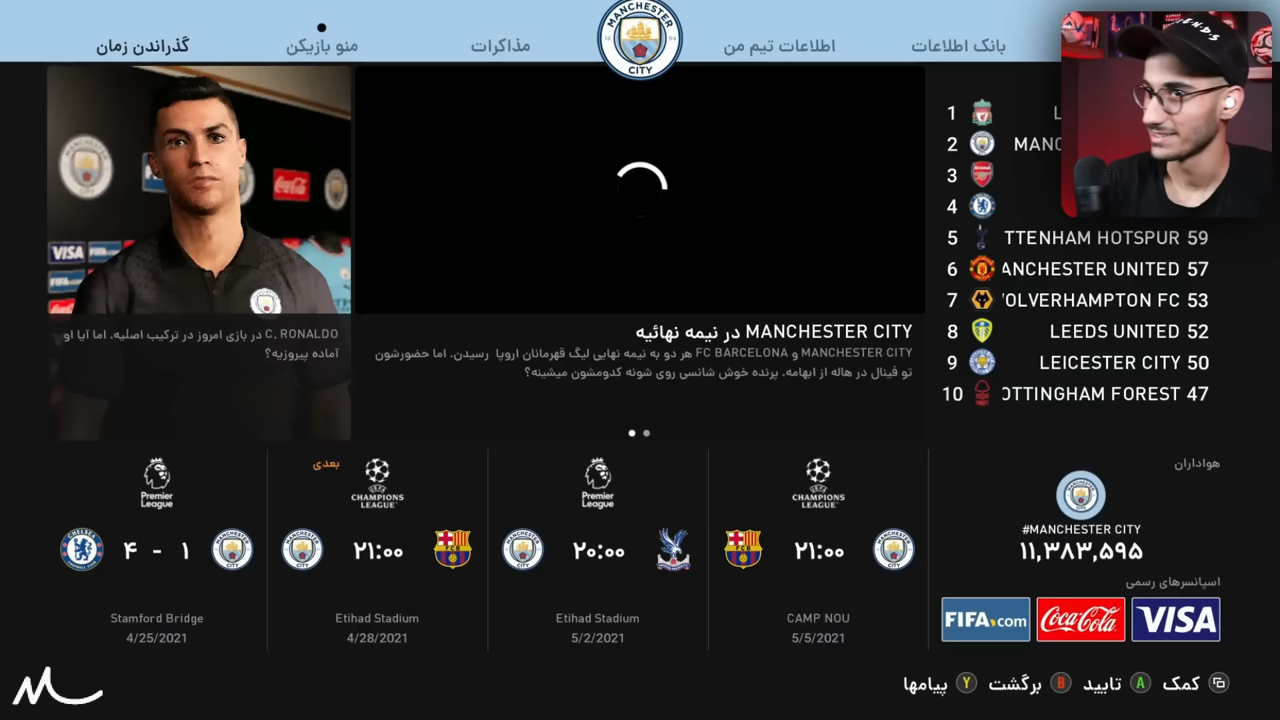 گذراندن زمان
منو بازیکن
مذاکرات
MANCHESTER
CITY
اطلاعات تیم من
بانک اطلاعات
C. RONALDO در بازی امروز در ترکیب اصلیه. اما آیا او
آماده پیروزیه؟
MANCHESTER CITY در نیمه نهائیه
MANCHESTER CITY و FC BARCELONA هر دو به نیمه نهایی لیگ قهرمانان اروپا رسیدن. اما حضورشون
تو فینال در هاله از ابهامه. پرنده خوش شانسی روی شونه کدومشون میشینه؟
1 L
2 MANC
3
4
5 TTENHAM HOTSPUR 59
6 ANCHESTER UNITED 57
7 OLVERHAMPTON FC 53
8 LEEDS UNITED 52
9 LEICESTER CITY 50
10 OTTINGHAM FOREST 47
Premier
League
۴ - ۱
Stamford Bridge
4/25/2021
بعدی
CHAMPIONS
LEAGUE
۲۱:۰۰
Etihad Stadium
4/28/2021
Premier
League
۲۰:۰۰
Etihad Stadium
5/2/2021
CHAMPIONS
LEAGUE
۲۱:۰۰
CAMP NOU
5/5/2021
هواداران
#MANCHESTER CITY
۱۱,۳۸۳,۵۹۵
اسپانسرهای رسمی
FIFA.com
Coca-Cola
VISA
کمک
A تایید
B برگشت
Y پیامها
VISA
Coca-Cola